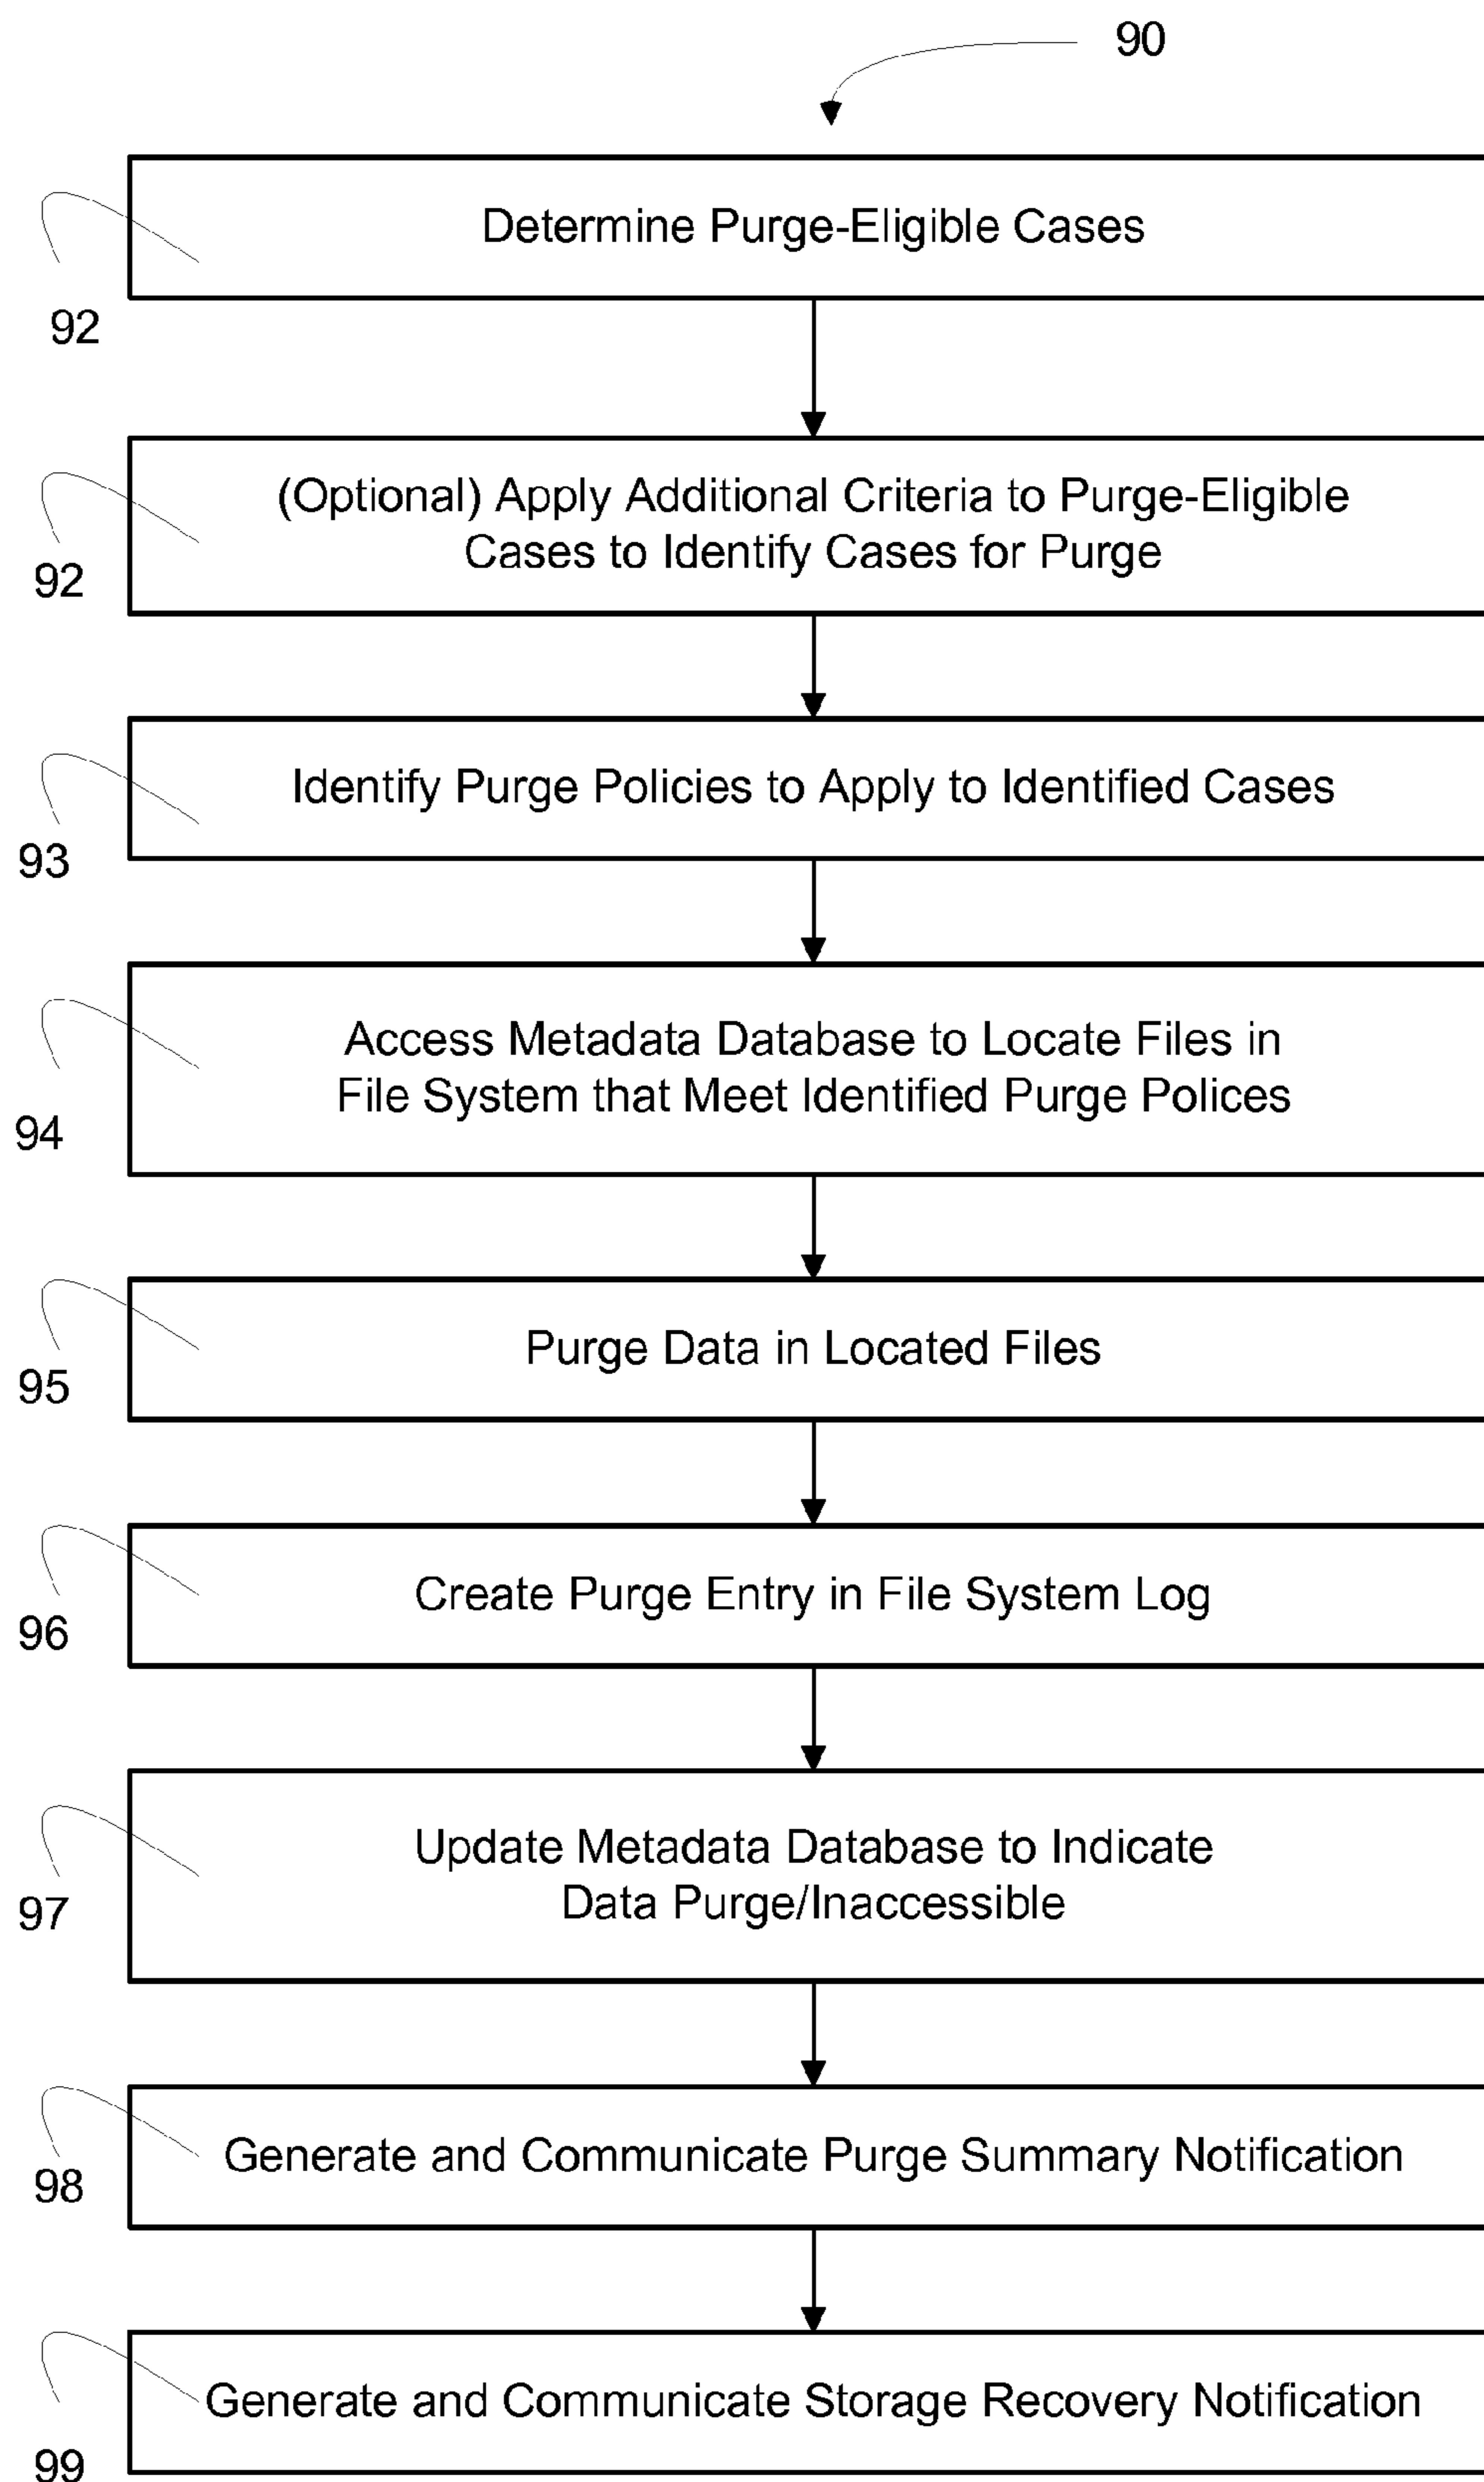 90
Determine Purge-Eligible Cases
92
(Optional) Apply Additional Criteria to Purge-Eligible
Cases to Identify Cases for Purge
92
Identify Purge Policies to Apply to Identified Cases
93
Access Metadata Database to Locate Files in
File System that Meet Identified Purge Polices
94
Purge Data in Located Files
95
Create Purge Entry in File System Log
96
Update Metadata Database to Indicate
Data Purge/Inaccessible
97
Generate and Communicate Purge Summary Notification
98
Generate and Communicate Storage Recovery Notification
99